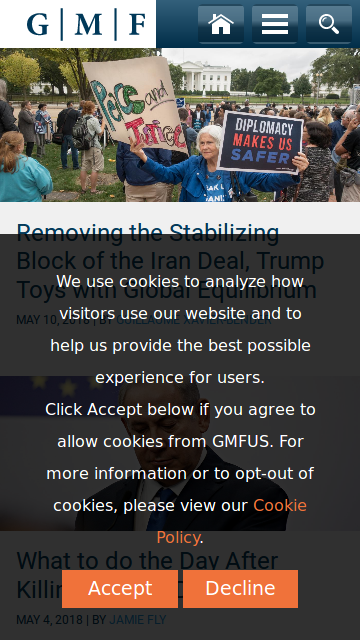 G|M|F
Peace and
Justice
DIPLOMACY
MAKES US
SAFER
Removing the Stabilizing
Block of the Iran Deal, Trump
Toys with Global Equilibrium
MAY 10, 2018 | BY GUILLAUME XAVIER-BENDER
We use cookies to analyze how
visitors use our website and to
help us provide the best possible
experience for users.
Click Accept below if you agree to
allow cookies from GMFUS. For
more information or to opt-out of
cookies, please view our Cookie
Policy.
What to do the Day After
Accept
Decline
MAY 4, 2018 | BY JAMIE FLY